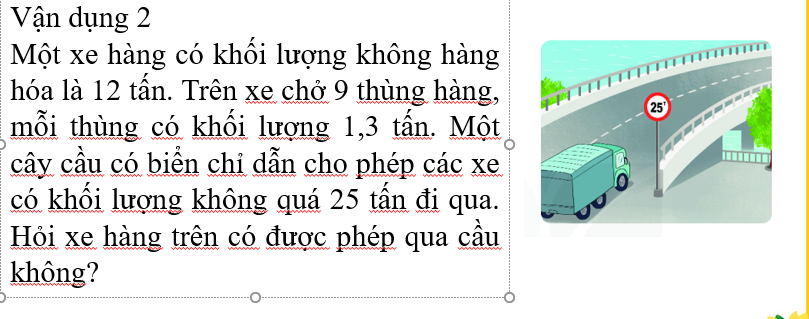 Vận dụng 2
Một xe hàng có khối lượng không hàng
hóa là 12 tấn. Trên xe chở 9 thùng hàng,
mỗi thùng có khối lượng 1,3 tấn. Một
cây cầu có biển chỉ dẫn cho phép các xe
có khối lượng không quá 25 tấn đi qua.
Hỏi xe hàng trên có được phép qua cầu
không?
25t